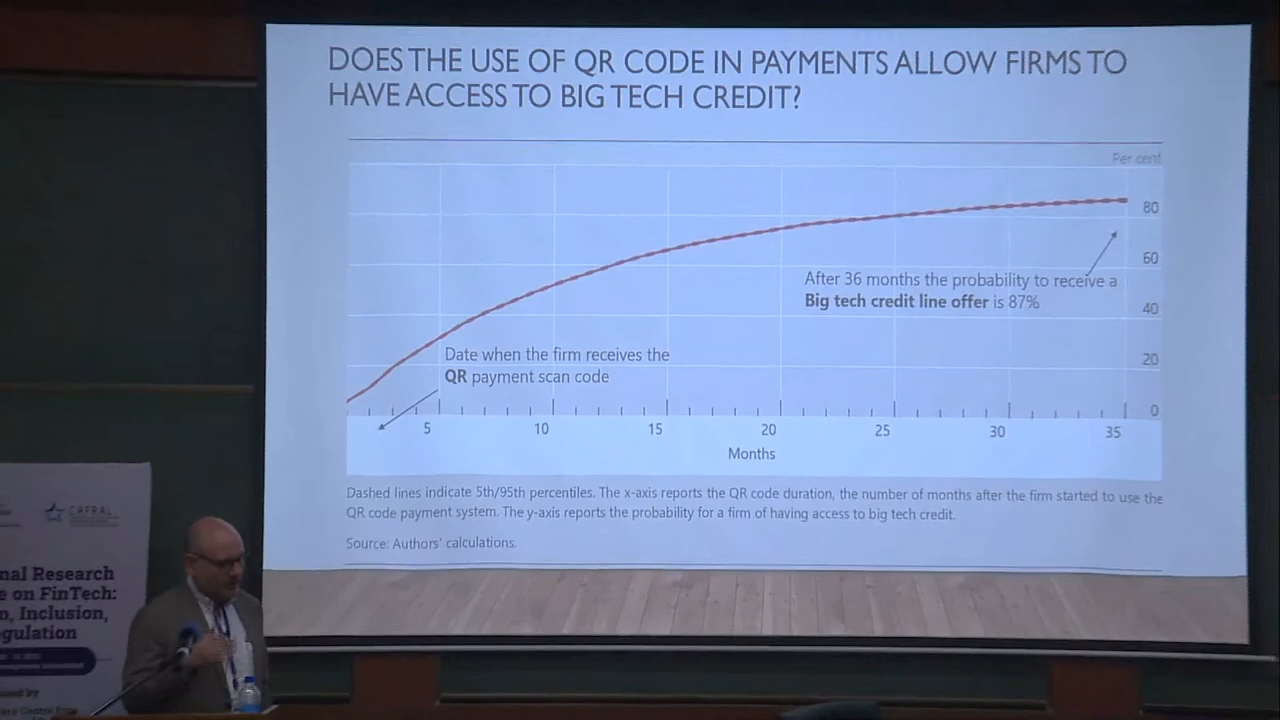 DOES THE USE OF QR CODE IN PAYMENTS ALLOW FIRMS TO
HAVE ACCESS TO BIG TECH CREDIT?
Per cent
80
60
After 36 months the probability to receive a
Big tech credit line offer is 87%
40
Date when the firm receives the
QR payment scan code
20
0
5 10 15 20 25 30 35
Months
Dashed lines indicate 5th/95th percentiles. The x-axis reports the QR code duration, the number of months after the firm started to use the
QR code payment system. The y-axis reports the probability for a firm of having access to big tech credit.
Source: Authors' calculations.
CAFRAL
nal Research
e on FinTech:
, Inclusion,
gulation